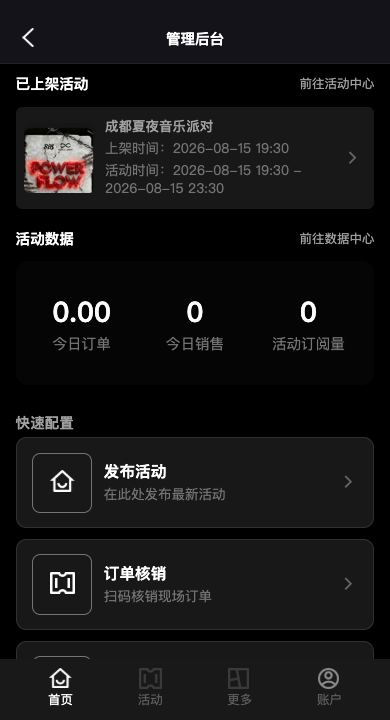 管理后台
已上架活动
前往活动中心
POWER
FLOW
成都夏夜音乐派对
上架时间：2026-08-15 19:30
活动时间：2026-08-15 19:30 –
2026-08-15 23:30
活动数据
前往数据中心
0.00
0
0
今日订单
今日销售
活动订阅量
快速配置
发布活动
在此处发布最新活动
订单核销
扫码核销现场订单
首页
活动
更多
账户